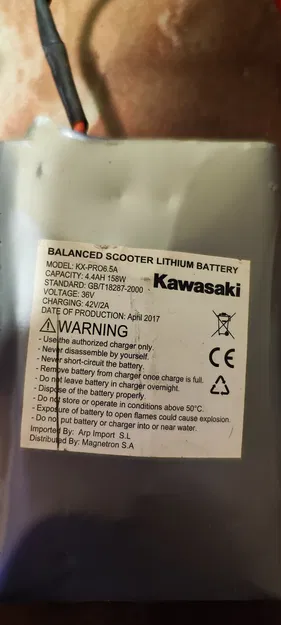 BALANCED SCOOTER LITHIUM BATTERY
MODEL: KX-PRO6.5A
CAPACITY: 4.4AH 158W
STANDARD: GB/T18287-2000
VOLTAGE: 36V
CHARGING: 42V/2A
DATE OF PRODUCTION: April 2017
Kawasaki
WARNING
- Use the authorized charger only.
- Never disassemble by yourself.
- Never short-circuit the battery.
- Remove battery from charger once charge is full.
- Do not leave battery in charger overnight.
- Dispose of the battery properly.
- Do not store or operate in conditions above 50°C.
- Exposure of battery to open flames could cause explosion.
- Do not put battery or charger into or near water.
CE
Imported By: Arp Import S.L
Distributed By: Magnetron S.A